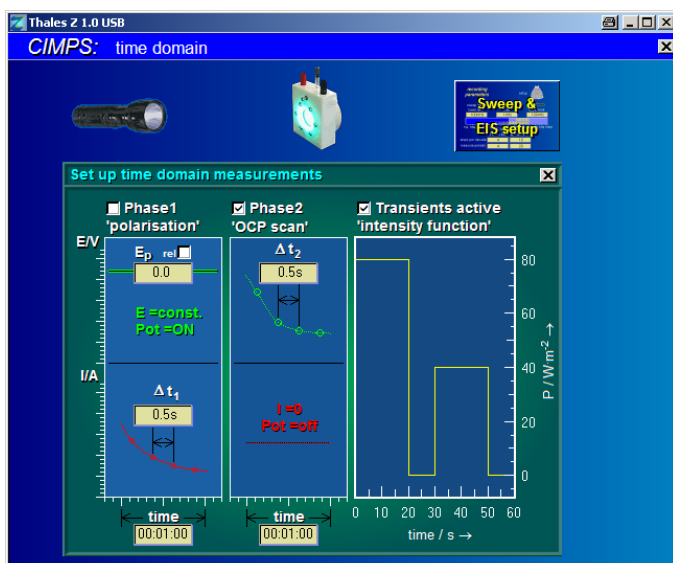 Thales Z 1.0 USB
CIMPS: time domain
Sweep &
EIS setup
Set up time domain measurements
Phase1
'polarisation'
Phase2
'OCP scan'
Transients active
'intensity function'
E/V
Ep rel
0.0
E =const.
Pot =ON
I/A
Δt1
0.5s
time
00:01:00
Δt2
0.5s
I =0
Pot =off
time
00:01:00
80
60
40
20
0
P / W·m-2 →
0 10 20 30 40 50 60
time / s →